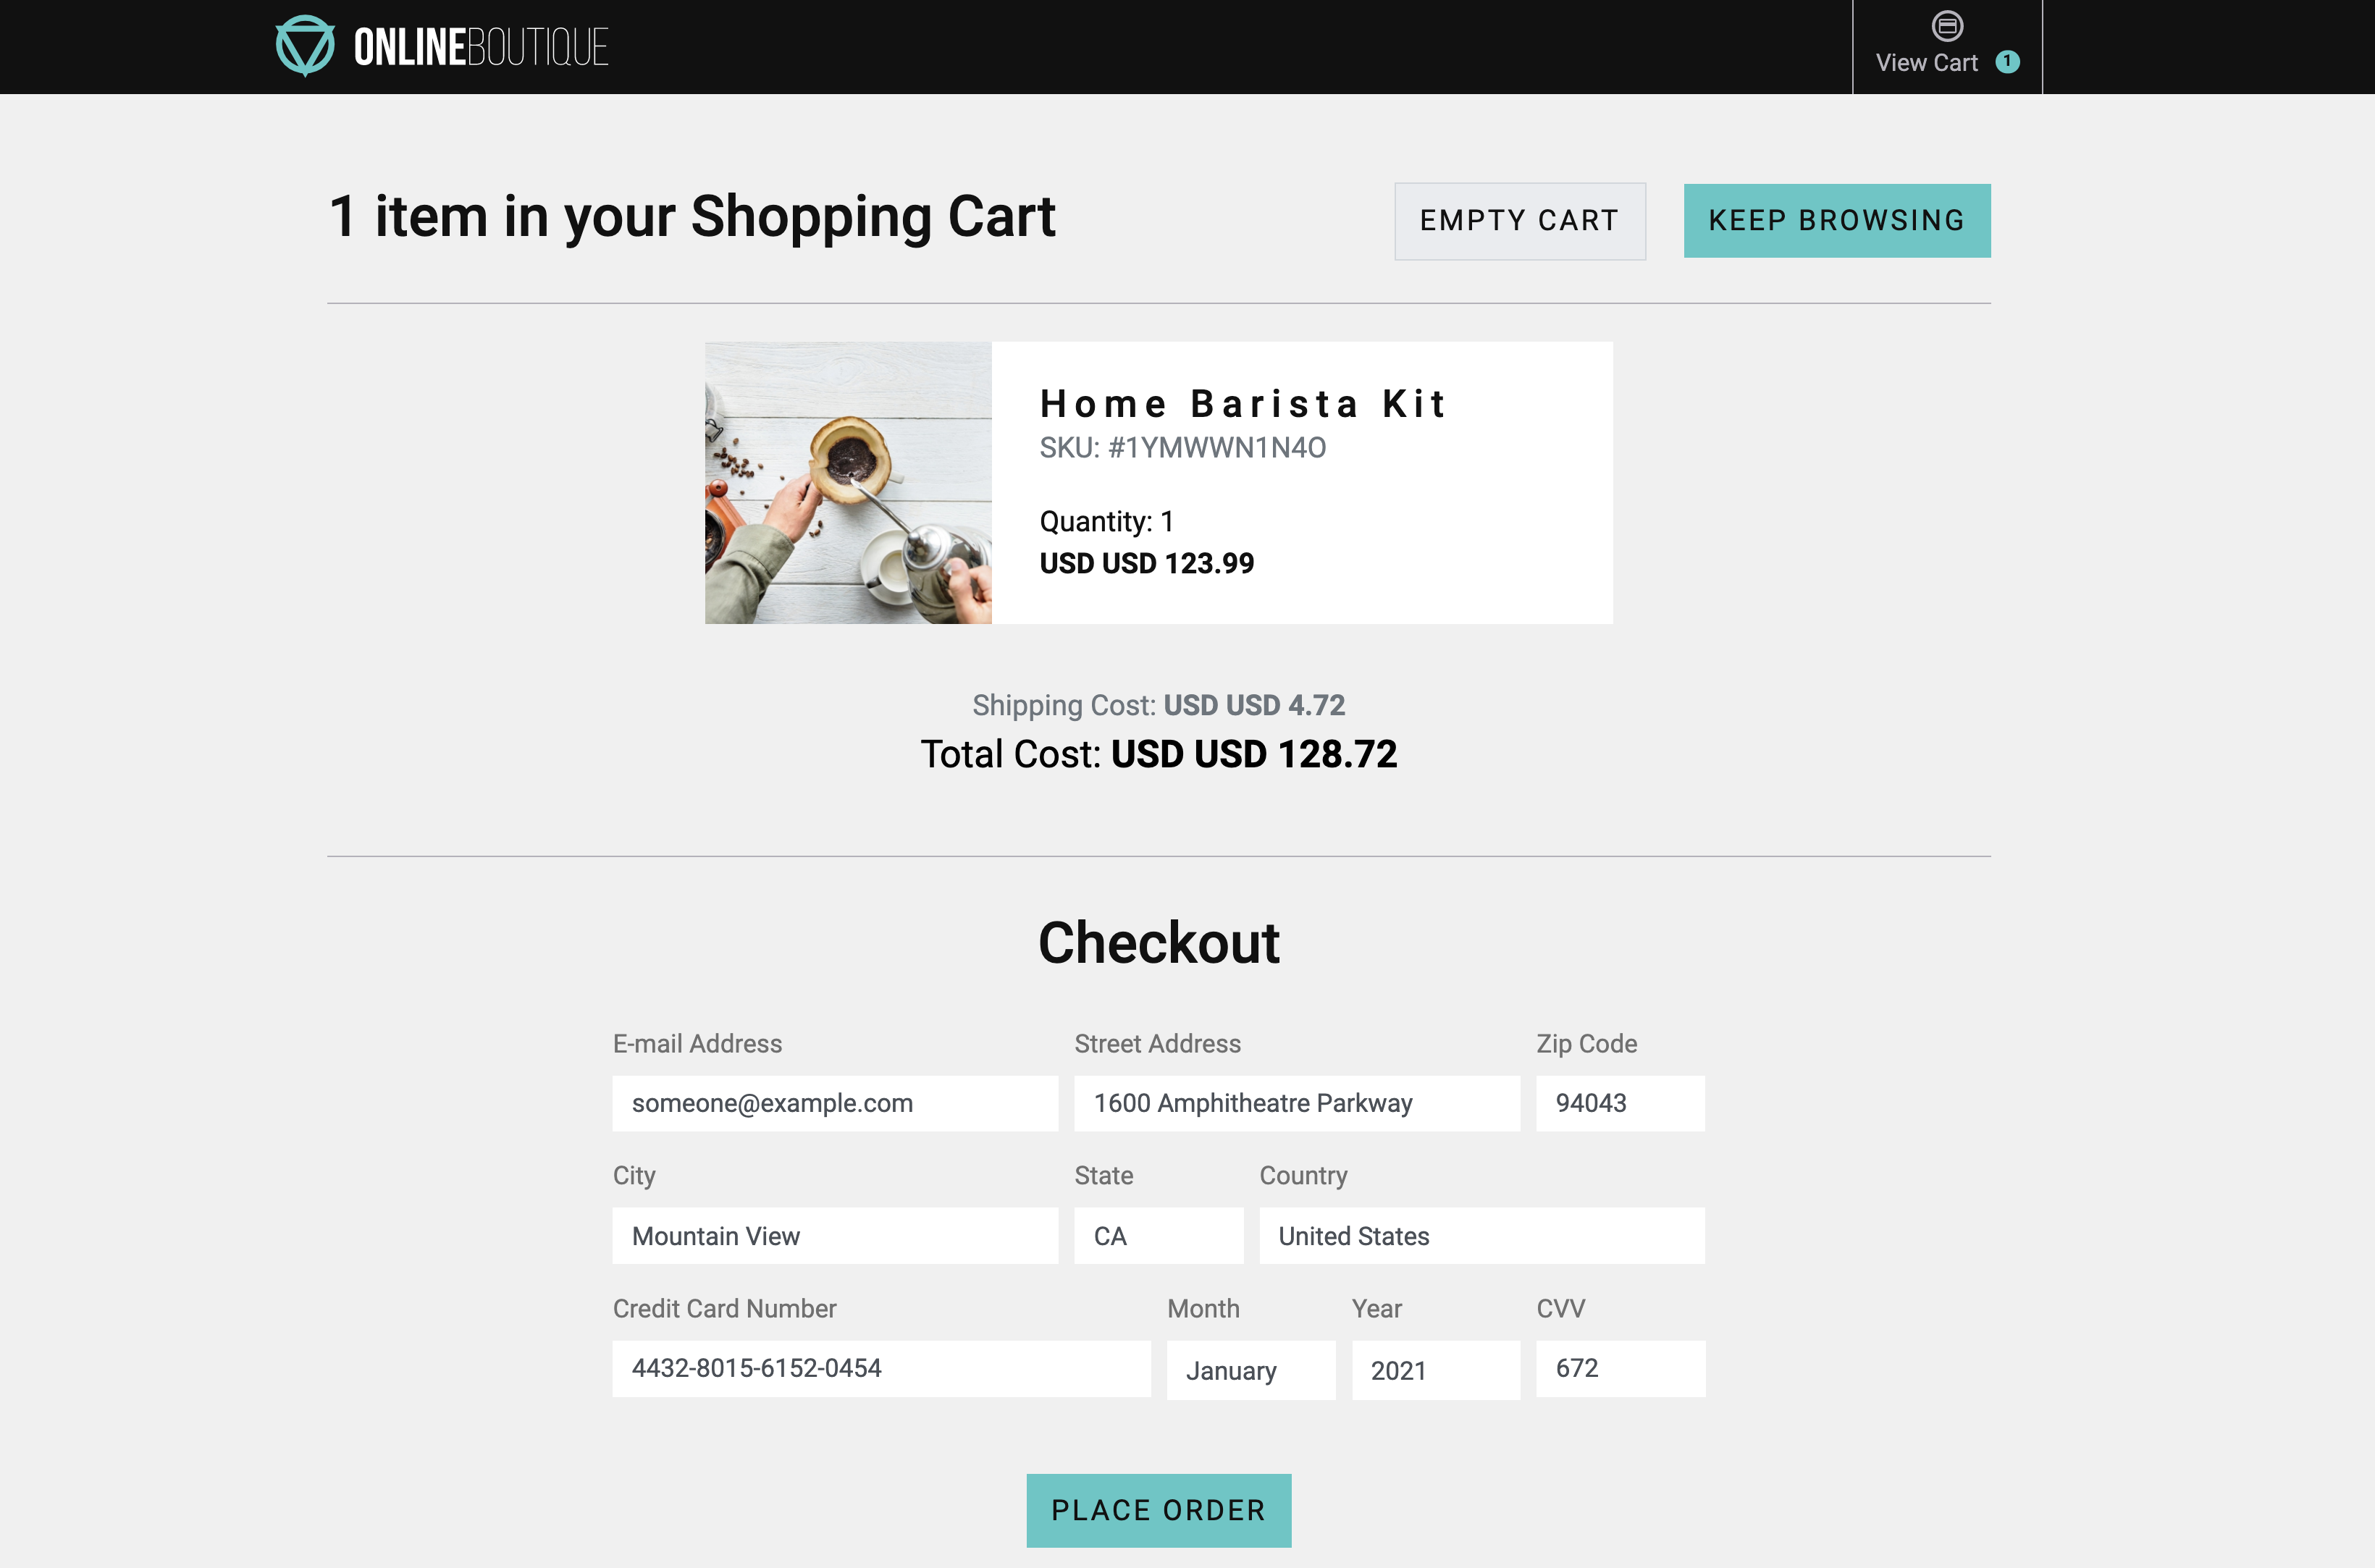 ONLINEBOUTIQUE
View Cart 1
1 item in your Shopping Cart
EMPTY CART
KEEP BROWSING
Home Barista Kit
SKU: #1YMWWN1N4O
Quantity: 1
USD USD 123.99
Shipping Cost: USD USD 4.72
Total Cost: USD USD 128.72
Checkout
E-mail Address Street Address Zip Code
someone@example.com 1600 Amphitheatre Parkway 94043
City State Country
Mountain View CA United States
Credit Card Number Month Year CVV
4432-8015-6152-0454 January 2021 672
PLACE ORDER